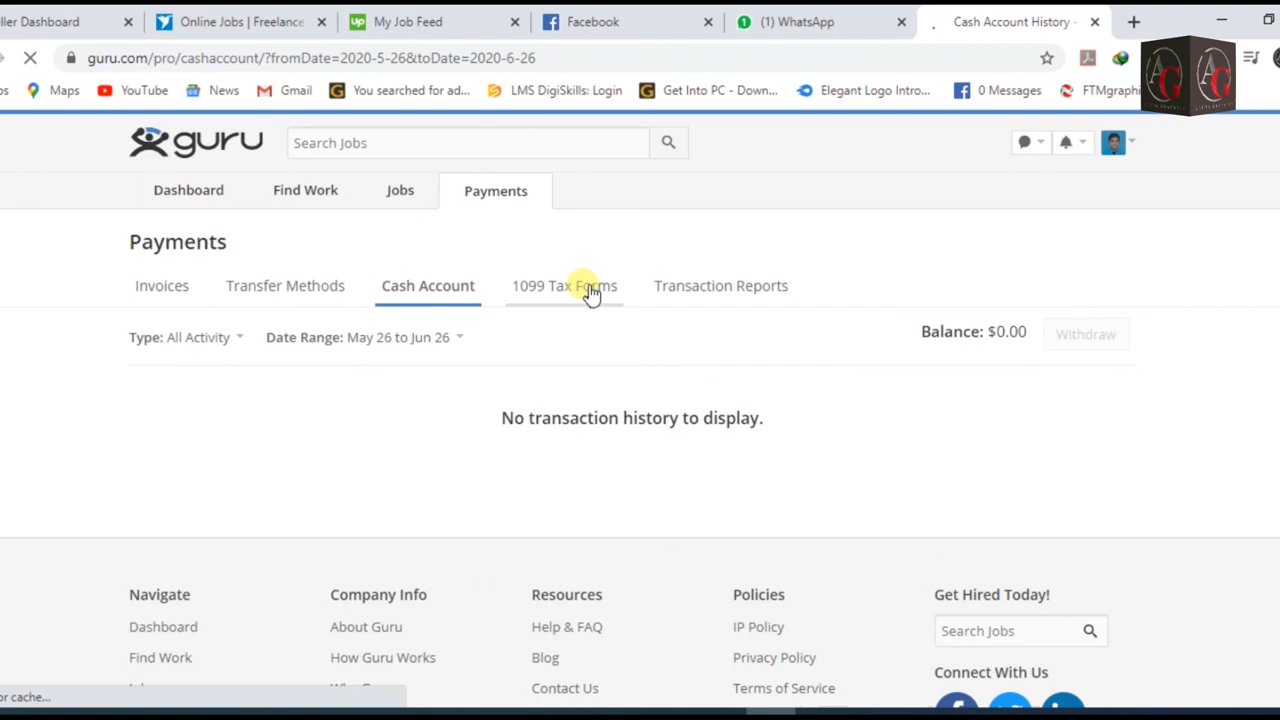 ller Dashboard
Online Jobs | Freelance
My Job Feed
Facebook
(1) WhatsApp
Cash Account History -
guru.com/pro/cashaccount/?fromDate=2020-5-26&toDate=2020-6-26
ps
Maps
YouTube
News
Gmail
You searched for ad...
LMS DigiSkills: Login
Get Into PC - Down...
Elegant Logo Intro...
0 Messages
FTMgraphi
AG
AG
guru
Search Jobs
Dashboard
Find Work
Jobs
Payments
Payments
Invoices
Transfer Methods
Cash Account
1099 Tax Forms
Transaction Reports
Type: All Activity
Date Range: May 26 to Jun 26
Balance: $0.00
Withdraw
No transaction history to display.
Navigate
Company Info
Resources
Policies
Get Hired Today!
Dashboard
About Guru
Help & FAQ
IP Policy
Search Jobs
Find Work
How Guru Works
Blog
Privacy Policy
Connect With Us
Contact Us
Terms of Service
or cache...